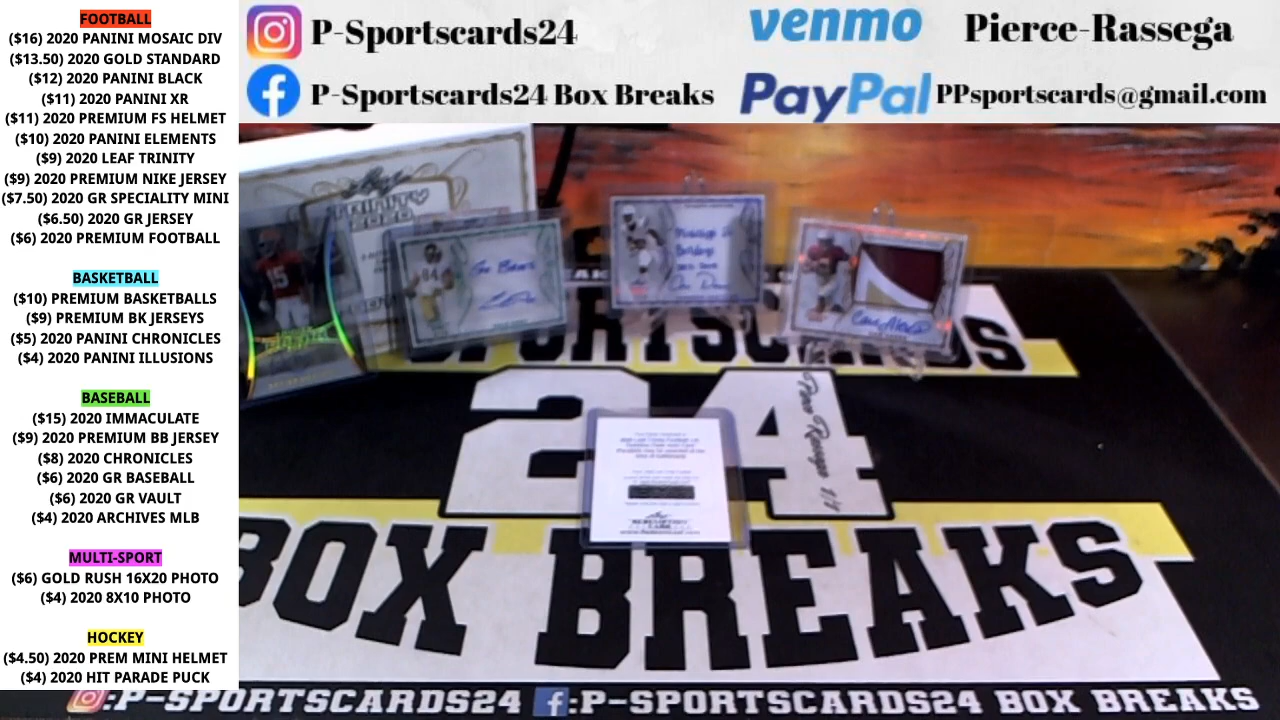 FOOTBALL
($16) 2020 PANINI MOSAIC DIV
($13.50) 2020 GOLD STANDARD
($12) 2020 PANINI BLACK
($11) 2020 PANINI XR
($11) 2020 PREMIUM FS HELMET
($10) 2020 PANINI ELEMENTS
($9) 2020 LEAF TRINITY
($9) 2020 PREMIUM NIKE JERSEY
($7.50) 2020 GR SPECIALITY MINI
($6.50) 2020 GR JERSEY
($6) 2020 PREMIUM FOOTBALL
BASKETBALL
($10) PREMIUM BASKETBALLS
($9) PREMIUM BK JERSEYS
($5) 2020 PANINI CHRONICLES
($4) 2020 PANINI ILLUSIONS
BASEBALL
($15) 2020 IMMACULATE
($9) 2020 PREMIUM BB JERSEY
($8) 2020 CHRONICLES
($6) 2020 GR BASEBALL
($6) 2020 GR VAULT
($4) 2020 ARCHIVES MLB
MULTI-SPORT
($6) GOLD RUSH 16X20 PHOTO
($4) 2020 8X10 PHOTO
HOCKEY
($4.50) 2020 PREM MINI HELMET
($4) 2020 HIT PARADE PUCK
P-Sportscards24
venmo Pierce-Rassega
P-Sportscards24 Box Breaks
PayPal PPsportscards@gmail.com
84
SPORTSCARDS
24
BOX BREAKS
:P-SPORTSCARDS24 :P-SPORTSCARDS24 BOX BREAKS